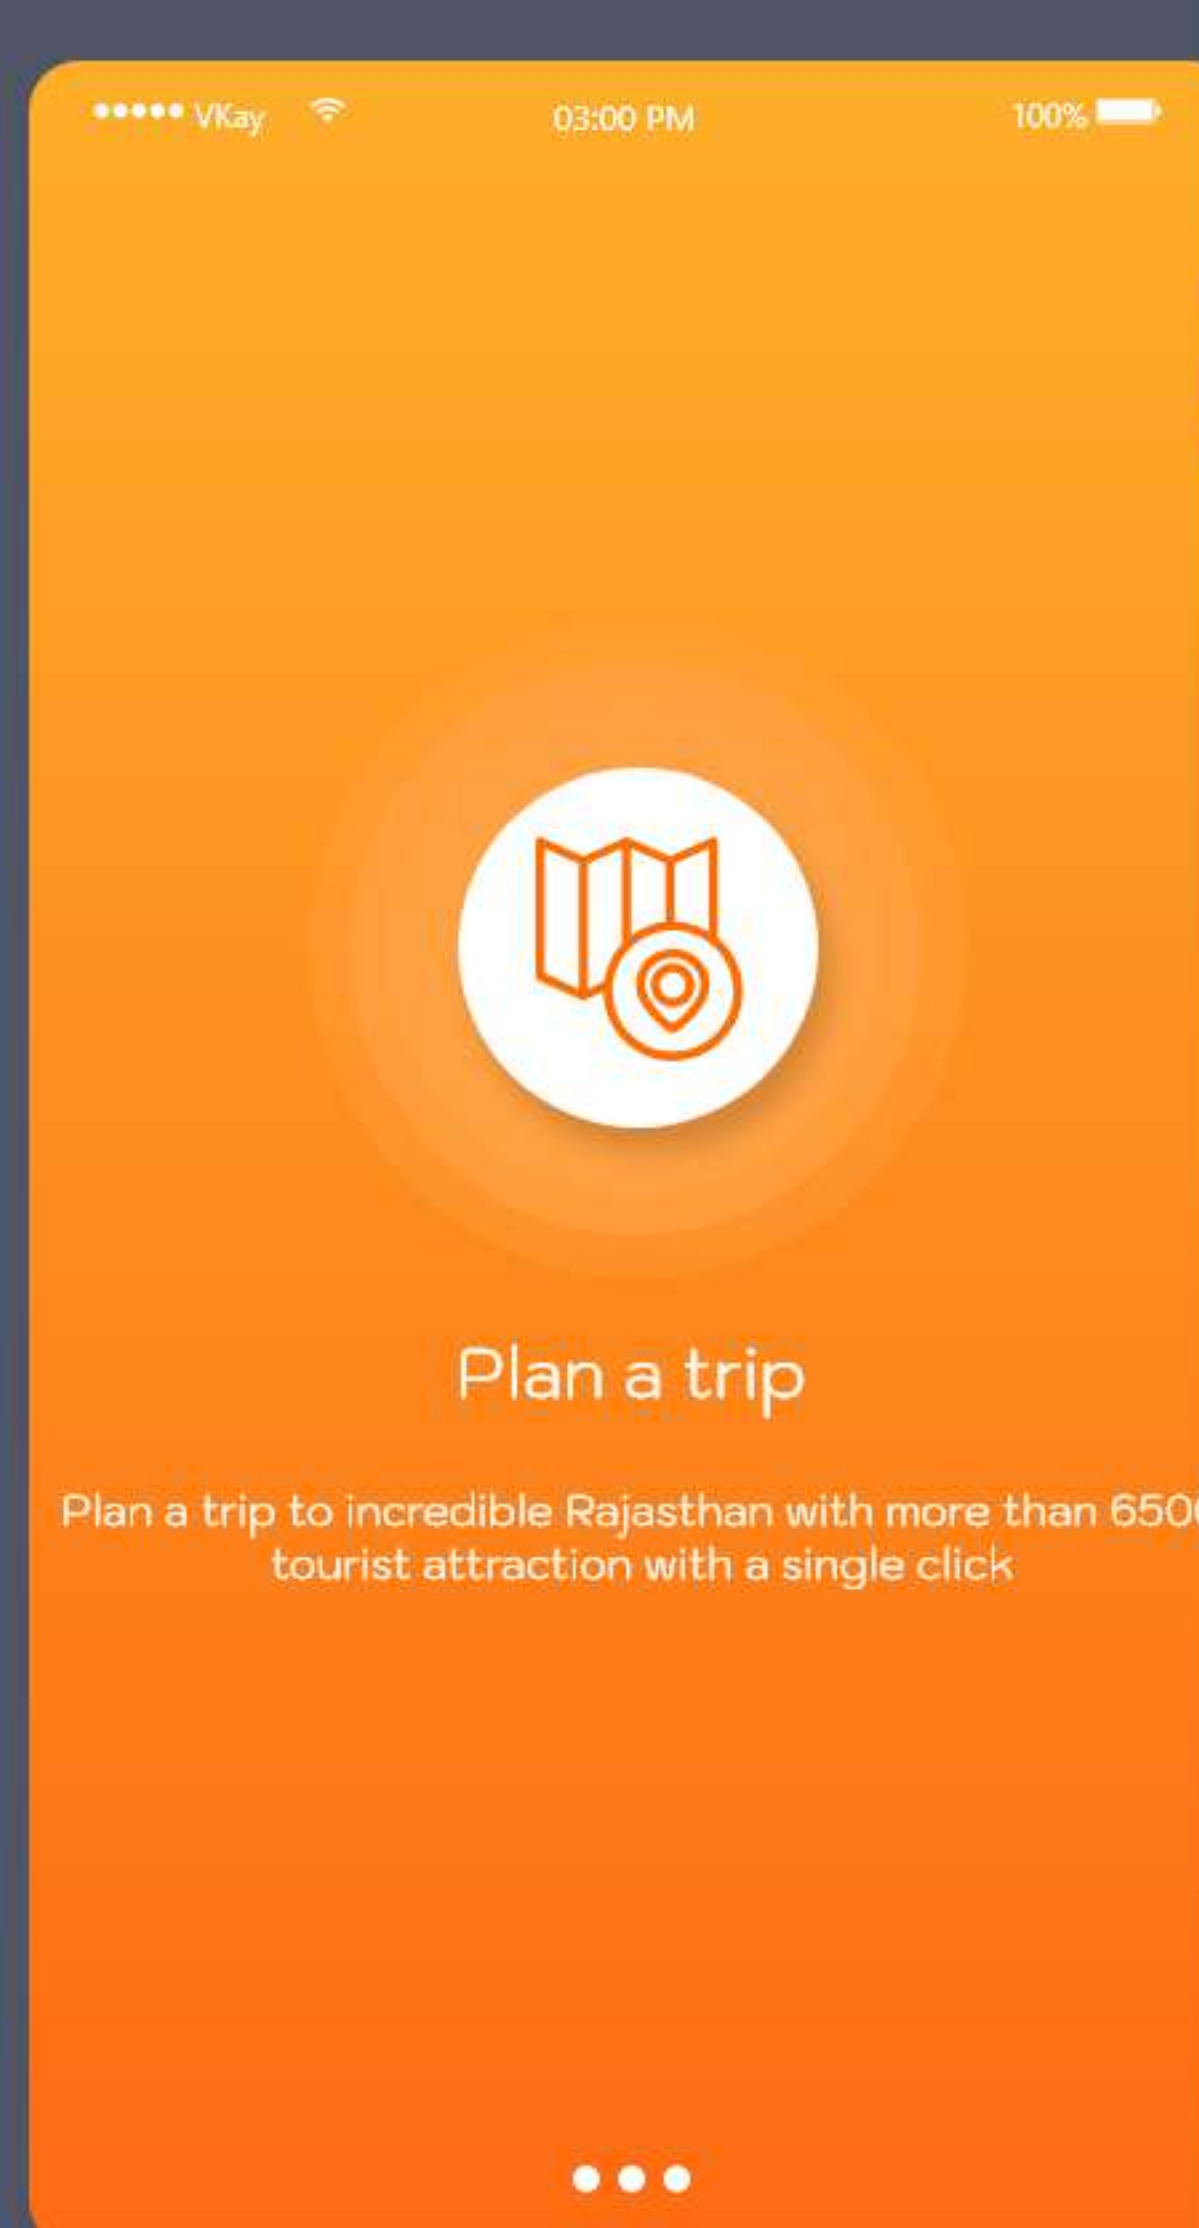 VKay
03:00 PM
100%
Plan a trip
Plan a trip to incredible Rajasthan with more than
tourist attraction with a single click